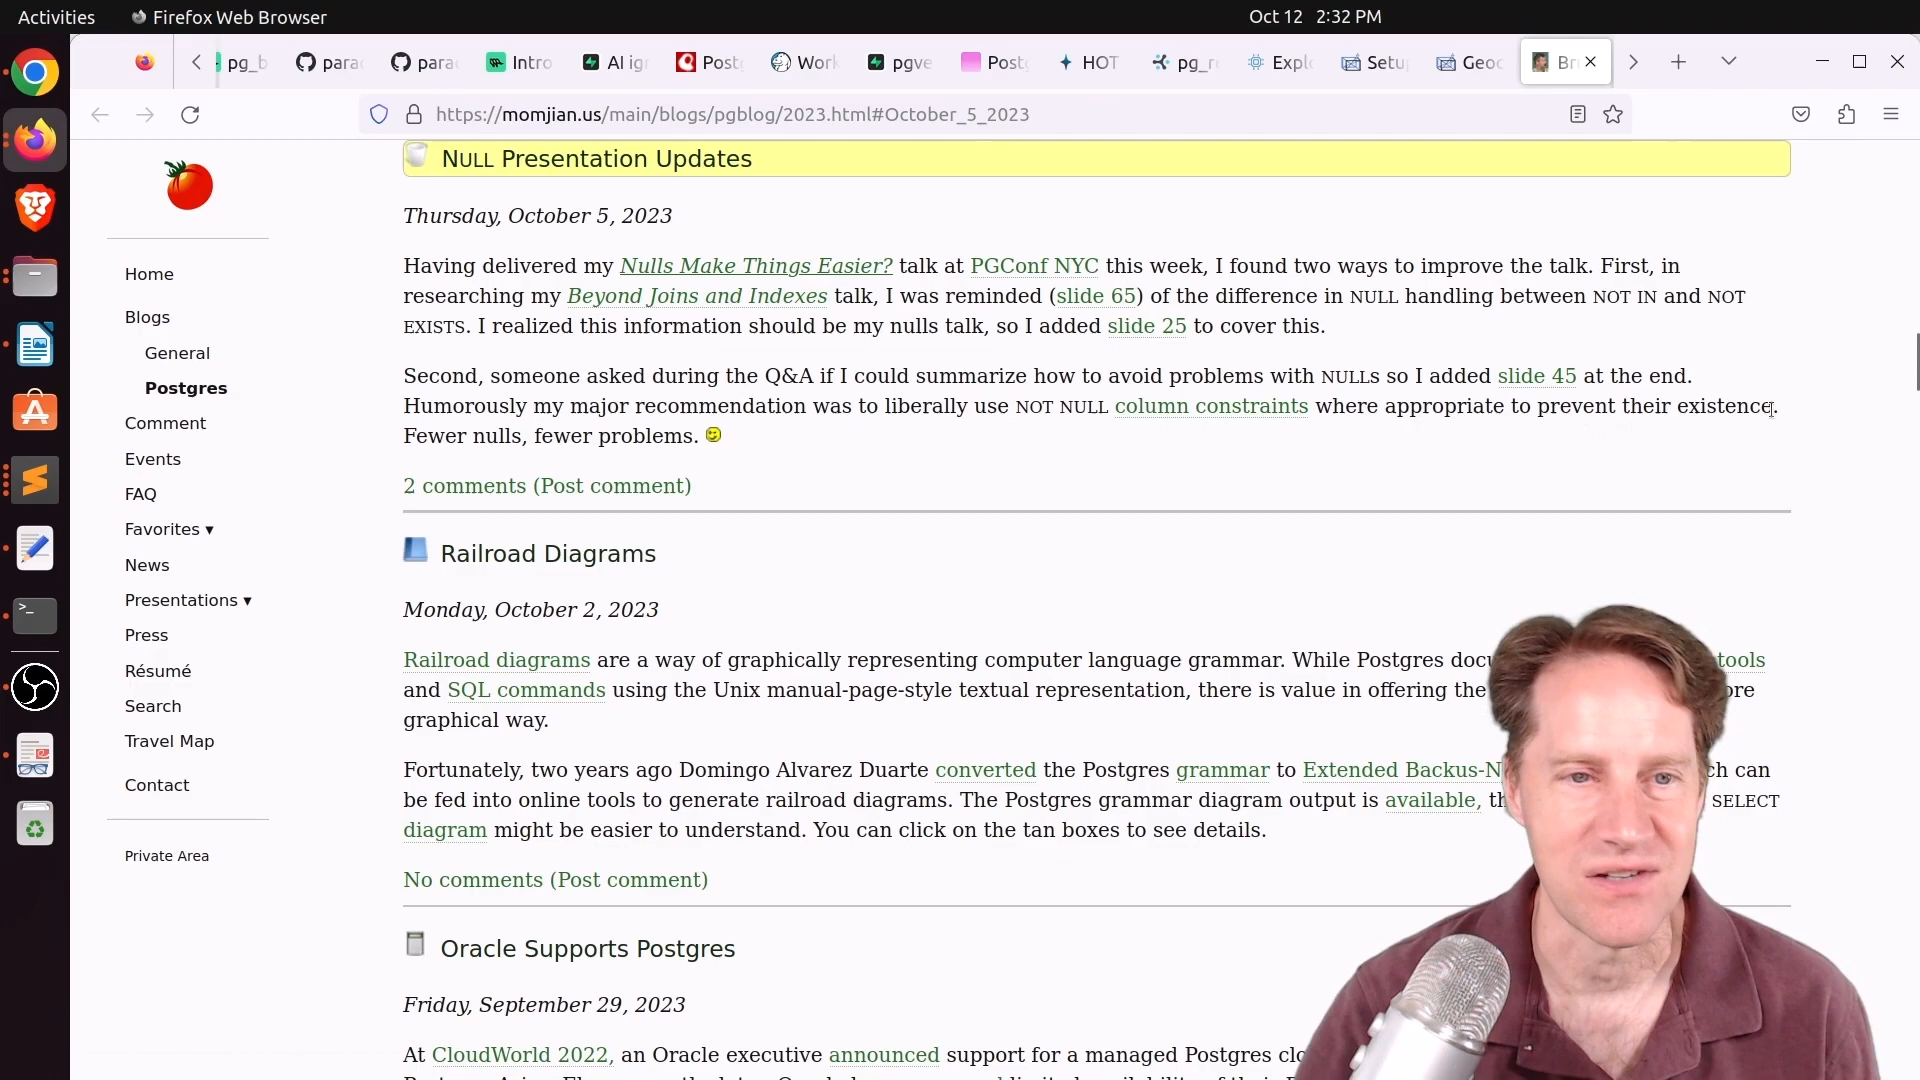 Activities
Firefox Web Browser
Oct 12 2:32 PM
pg_b
para
para
Intro
AI ig
Post
Work
pgve
Post
HOT
pg_r
Expl
Setu
Geoc
Br
https://momjian.us/main/blogs/pgblog/2023.html#October_5_2023
Home
Blogs
General
Postgres
Comment
Events
FAQ
Favorites ▾
News
Presentations ▾
Press
Résumé
Search
Travel Map
Contact
Private Area
NULL Presentation Updates
Thursday, October 5, 2023
Having delivered my Nulls Make Things Easier? talk at PGConf NYC this week, I found two ways to improve the talk. First, in
researching my Beyond Joins and Indexes talk, I was reminded (slide 65) of the difference in NULL handling between NOT IN and NOT
EXISTS. I realized this information should be my nulls talk, so I added slide 25 to cover this.
Second, someone asked during the Q&A if I could summarize how to avoid problems with NULLs so I added slide 45 at the end.
Humorously my major recommendation was to liberally use NOT NULL column constraints where appropriate to prevent their existence.
Fewer nulls, fewer problems.
2 comments (Post comment)
Railroad Diagrams
Monday, October 2, 2023
Railroad diagrams are a way of graphically representing computer language grammar. While Postgres docu tools
and SQL commands using the Unix manual-page-style textual representation, there is value in offering the ore
graphical way.
Fortunately, two years ago Domingo Alvarez Duarte converted the Postgres grammar to Extended Backus-N ch can
be fed into online tools to generate railroad diagrams. The Postgres grammar diagram output is available, th SELECT
diagram might be easier to understand. You can click on the tan boxes to see details.
No comments (Post comment)
Oracle Supports Postgres
Friday, September 29, 2023
At CloudWorld 2022, an Oracle executive announced support for a managed Postgres clo